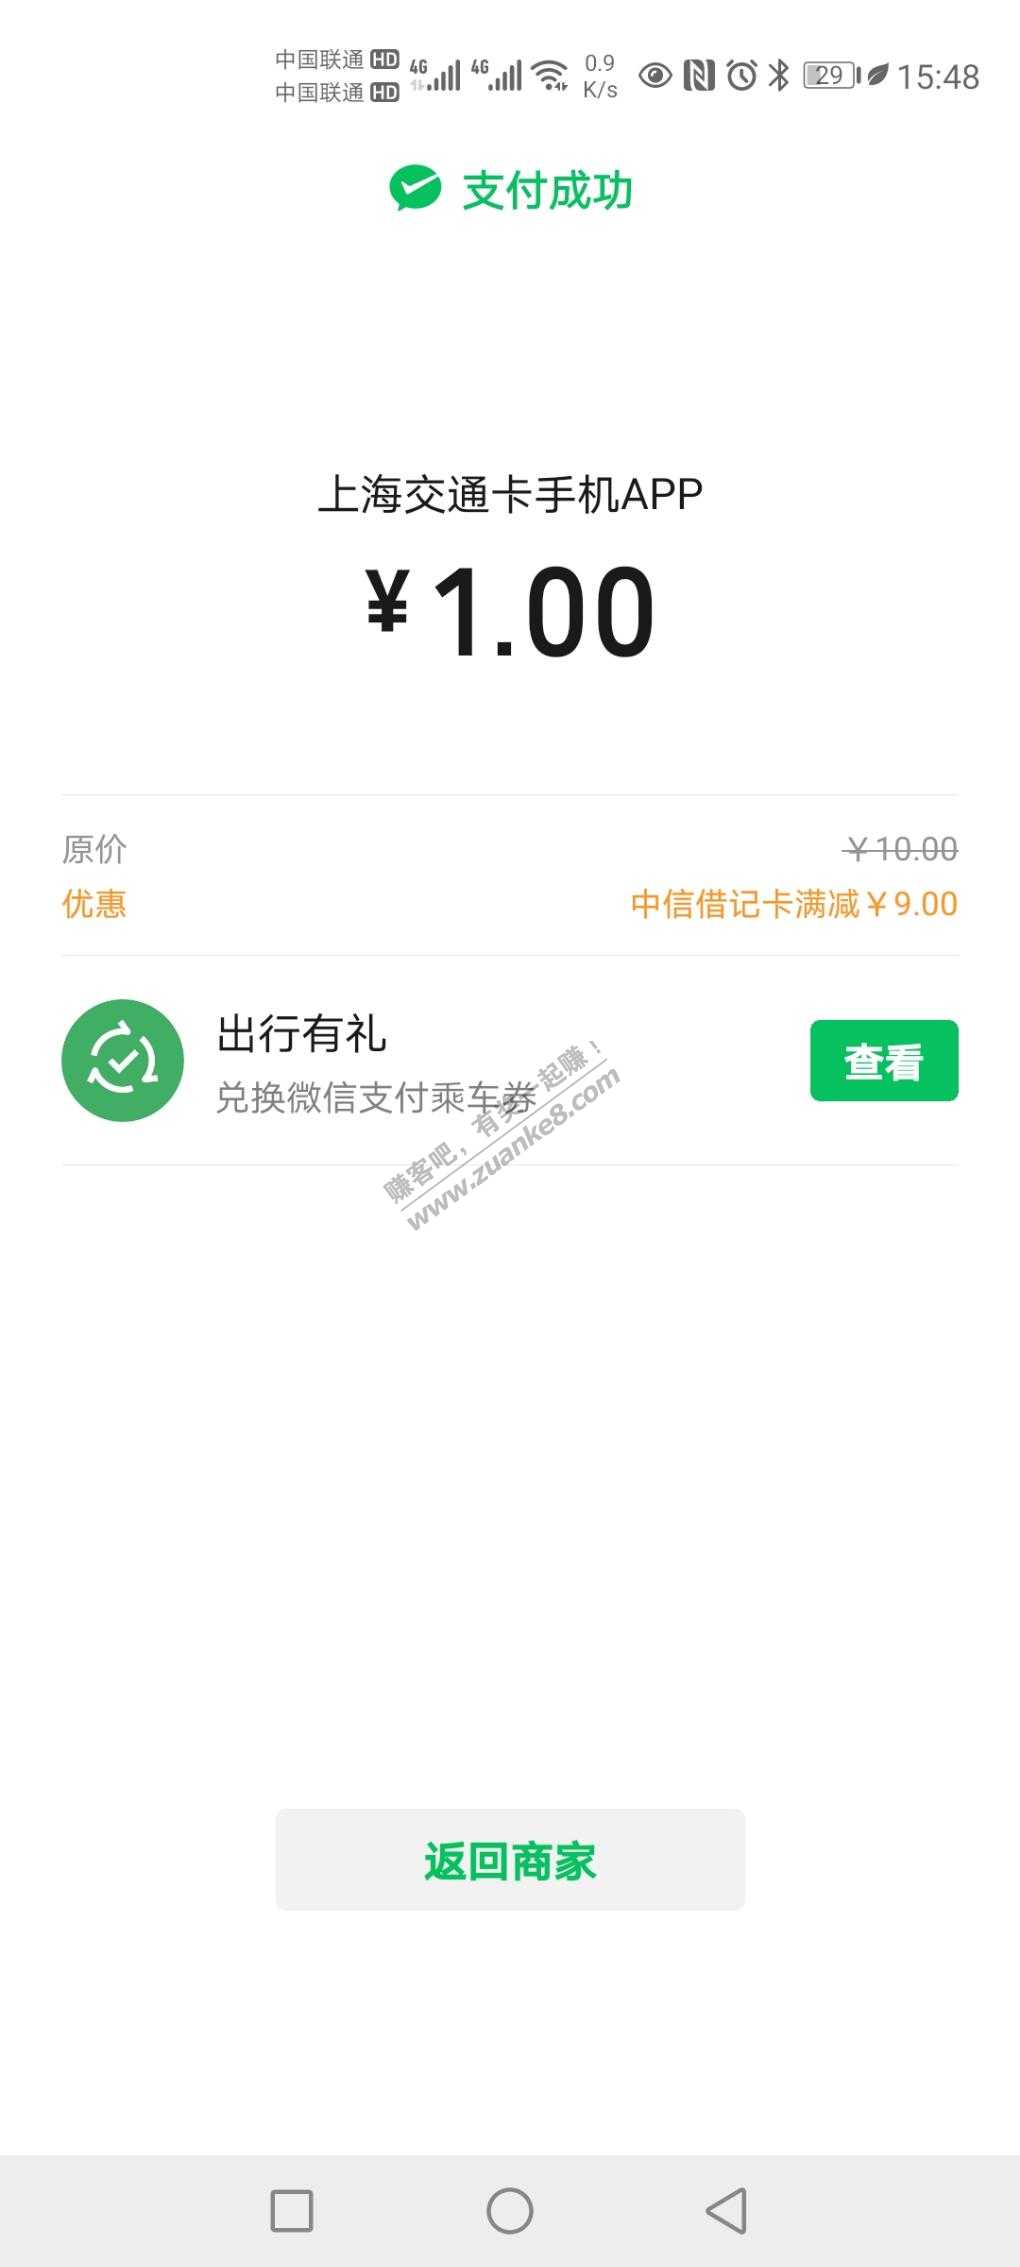 中国联通 HD
中国联通 HD
4G 4G 0.9 K/s 29 15:48
支付成功
上海交通卡手机APP
¥1.00
原价 ¥10.00
优惠 中信借记卡满减¥9.00
出行有礼
兑换微信支付乘车券
查看
赚客吧，有奖一起赚！
www.zuanke8.com
返回商家